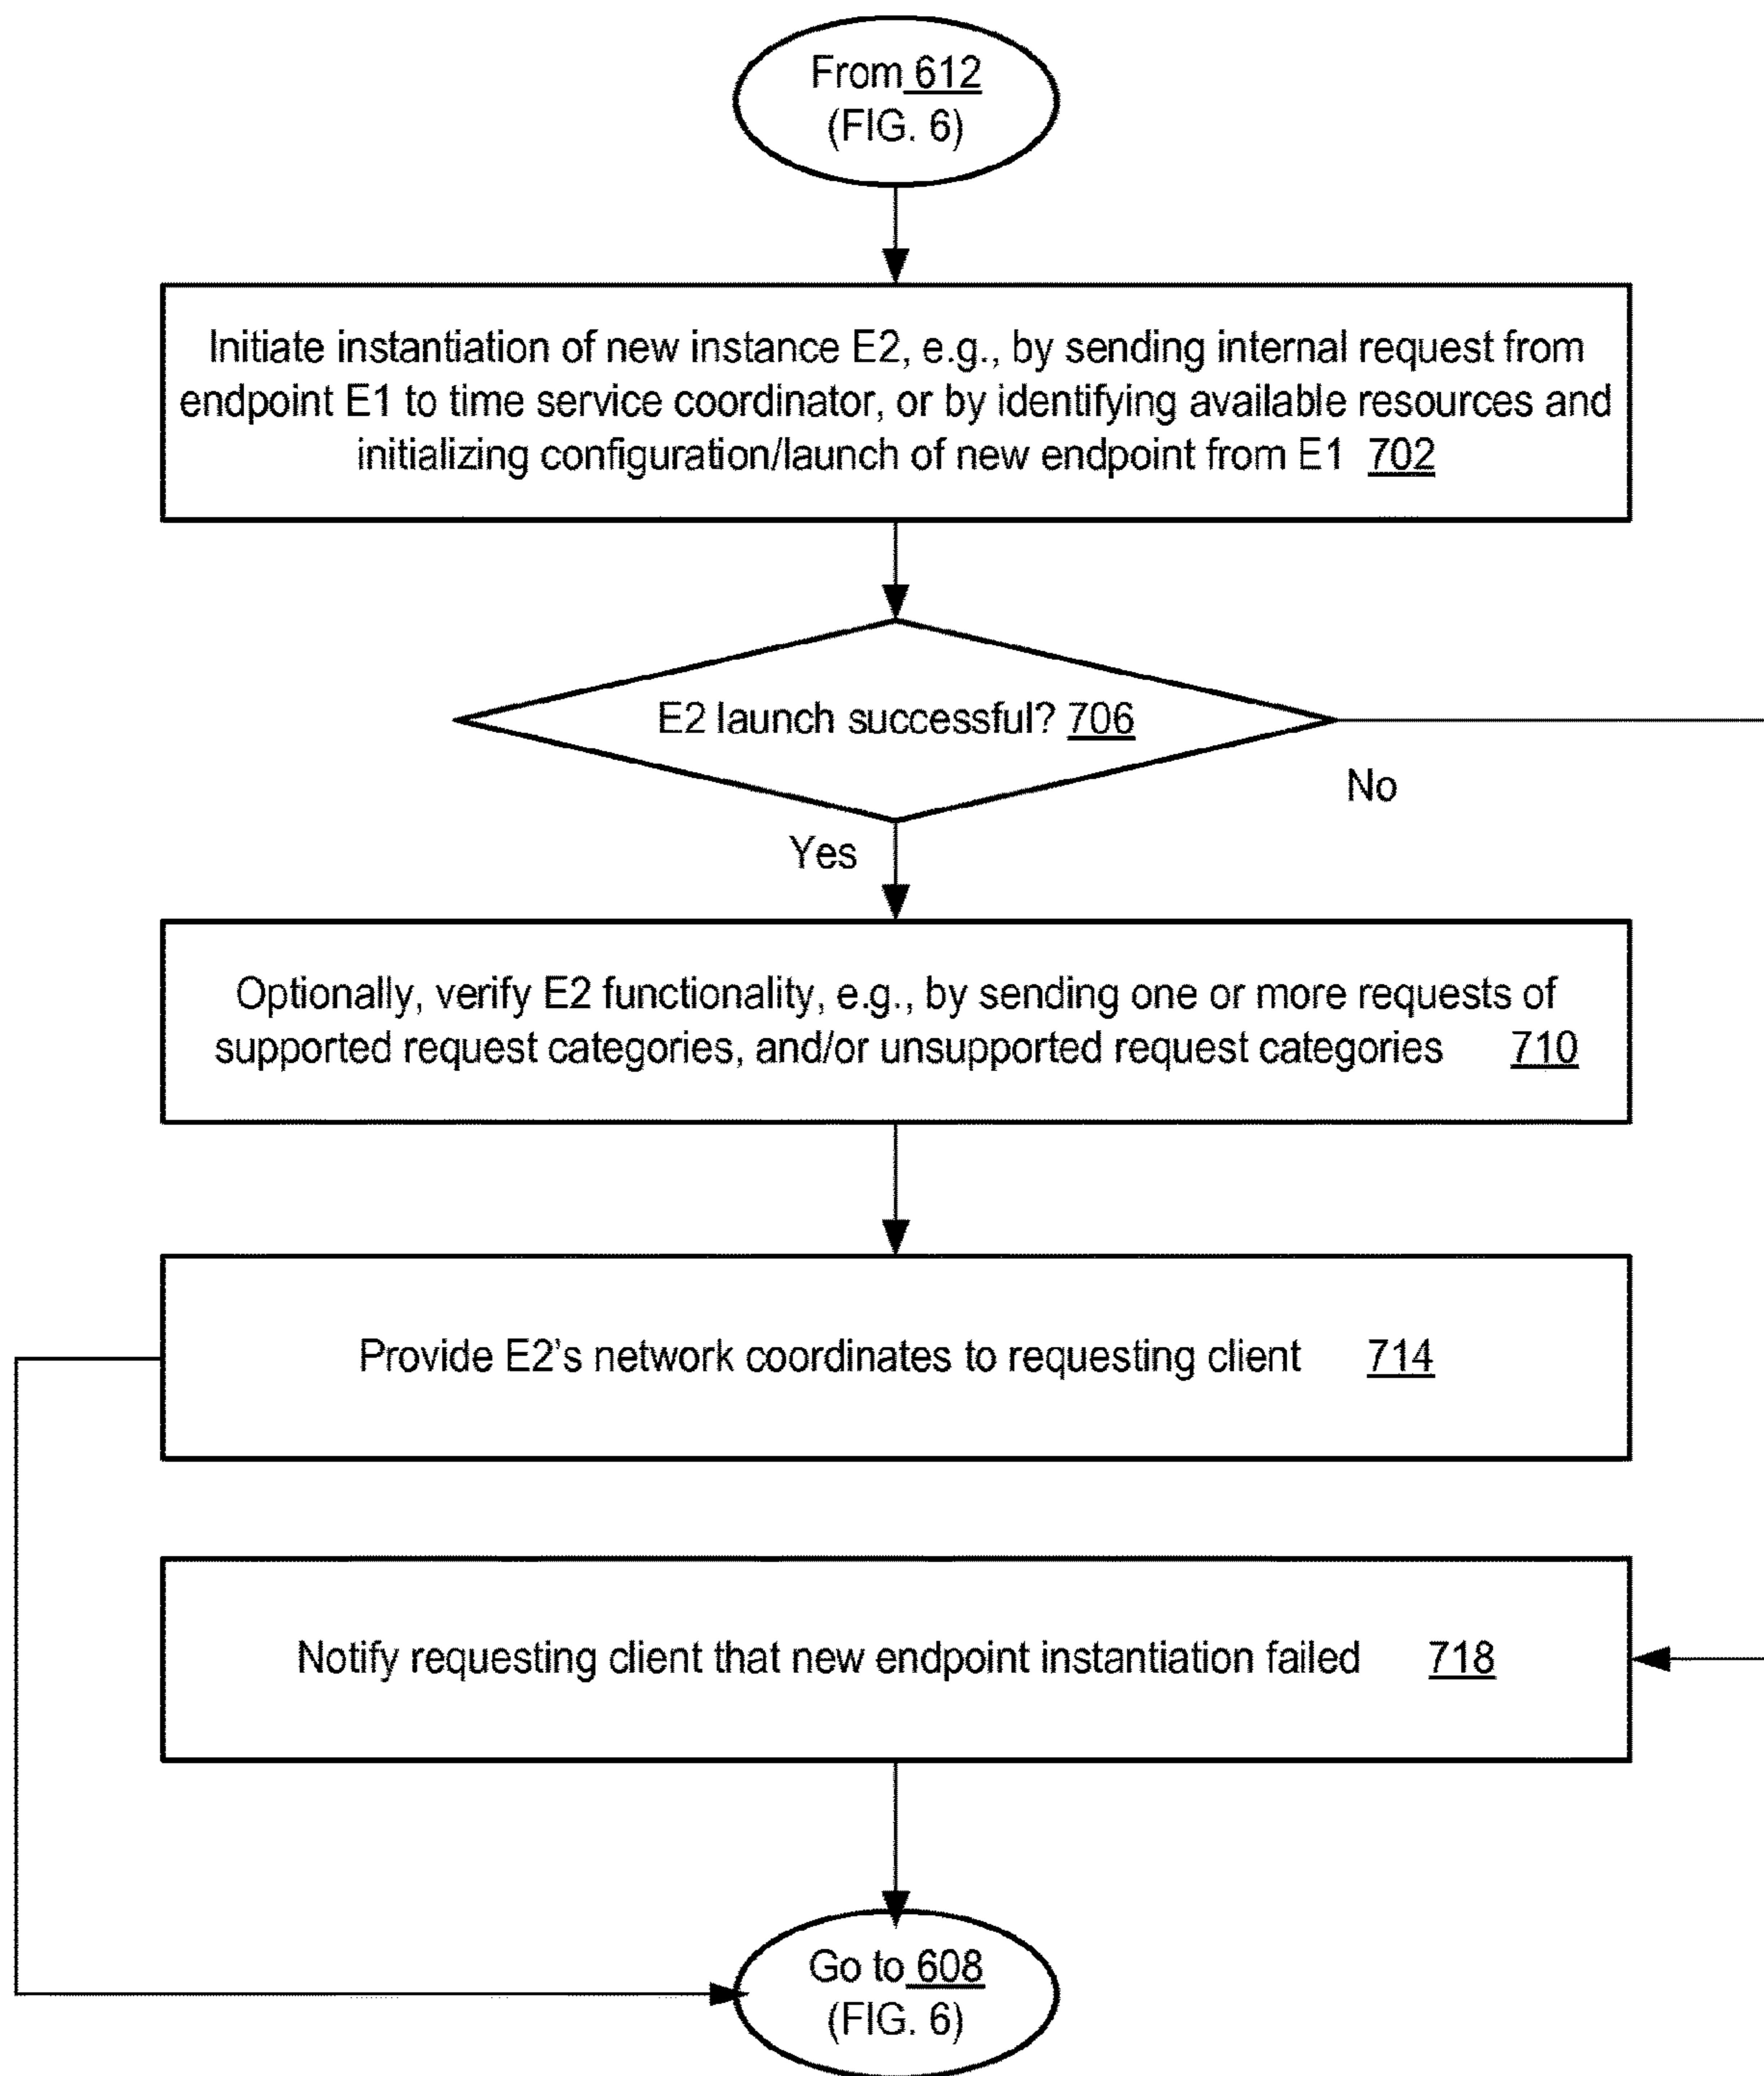 From 612
(FIG. 6)
Initiate instantiation of new instance E2, e.g., by sending internal request from
endpoint E1 to time service coordinator, or by identifying available resources and
initializing configuration/launch of new endpoint from E1 702
E2 launch successful? 706
No
Yes
Optionally, verify E2 functionality, e.g., by sending one or more requests of
supported request categories, and/or unsupported request categories 710
Provide E2’s network coordinates to requesting client 714
Notify requesting client that new endpoint instantiation failed 718
Go to 608
(FIG. 6)